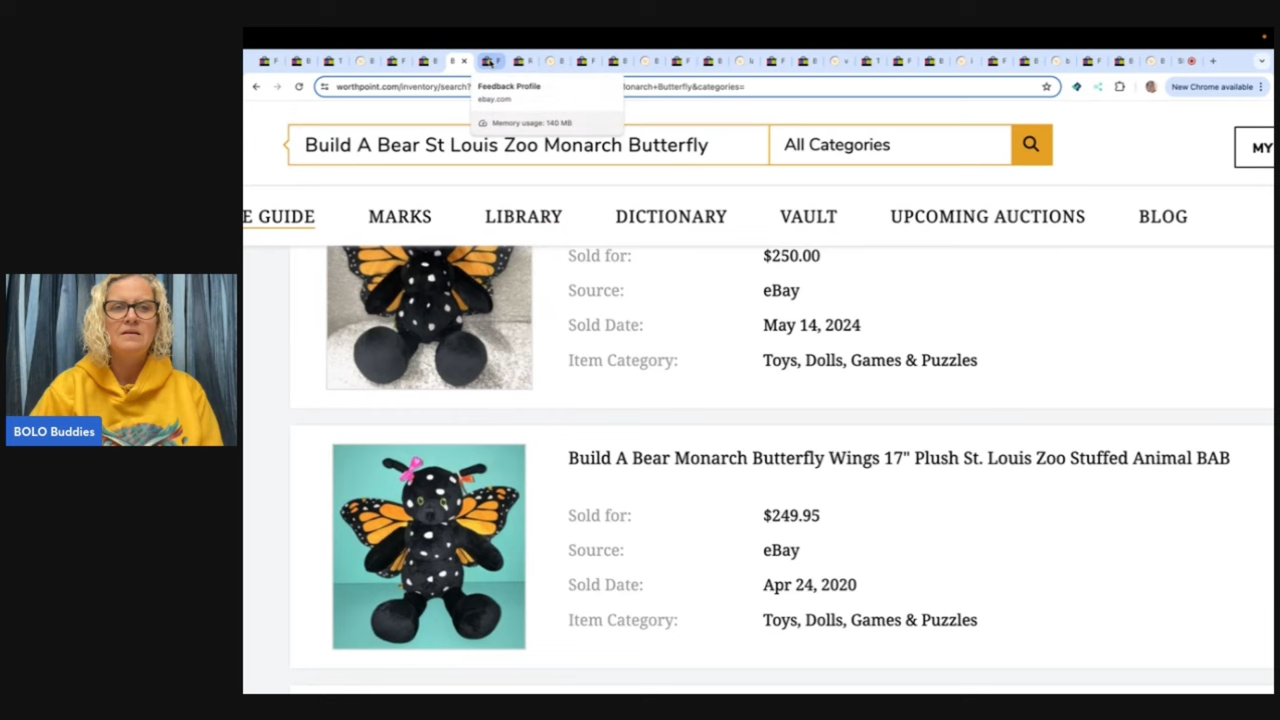 Feedback Profile
ebay.com
Memory usage: 140 MB
worthpoint.com/inventory/search?
onarch+Butterfly&categories=
New Chrome available
Build A Bear St Louis Zoo Monarch Butterfly
All Categories
MY
E GUIDE
MARKS
LIBRARY
DICTIONARY
VAULT
UPCOMING AUCTIONS
BLOG
Sold for: $250.00
Source: eBay
Sold Date: May 14, 2024
Item Category: Toys, Dolls, Games & Puzzles
BOLO Buddies
Build A Bear Monarch Butterfly Wings 17" Plush St. Louis Zoo Stuffed Animal BAB
Sold for: $249.95
Source: eBay
Sold Date: Apr 24, 2020
Item Category: Toys, Dolls, Games & Puzzles